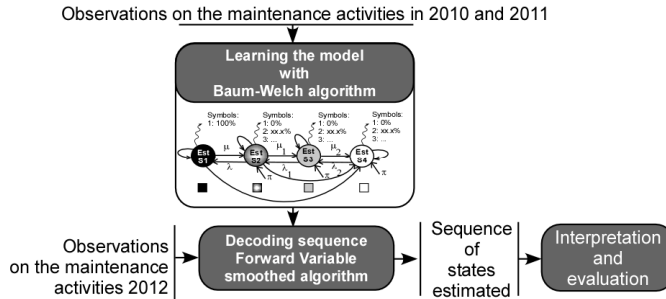 Observations on the maintenance activities in 2010 and 2011
Learning the model
with
Baum-Welch algorithm
Symbols:
1: 100%
Symbols:
1: 0%
2: xx.x%
3: ...
Symbols:
1: 0%
2: xx.x%
3: ...
Symbols:
1: 0%
2: xx.x%
3: ...
Est
S1
μ
λ
Est
S2
μ1
λ1
π
Est
S3
μ2
λ2
π
Est
S4
π
Observations
on the maintenance
activities 2012
Decoding sequence
Forward Variable
smoothed algorithm
Sequence
of
states
estimated
Interpretation
and
evaluation